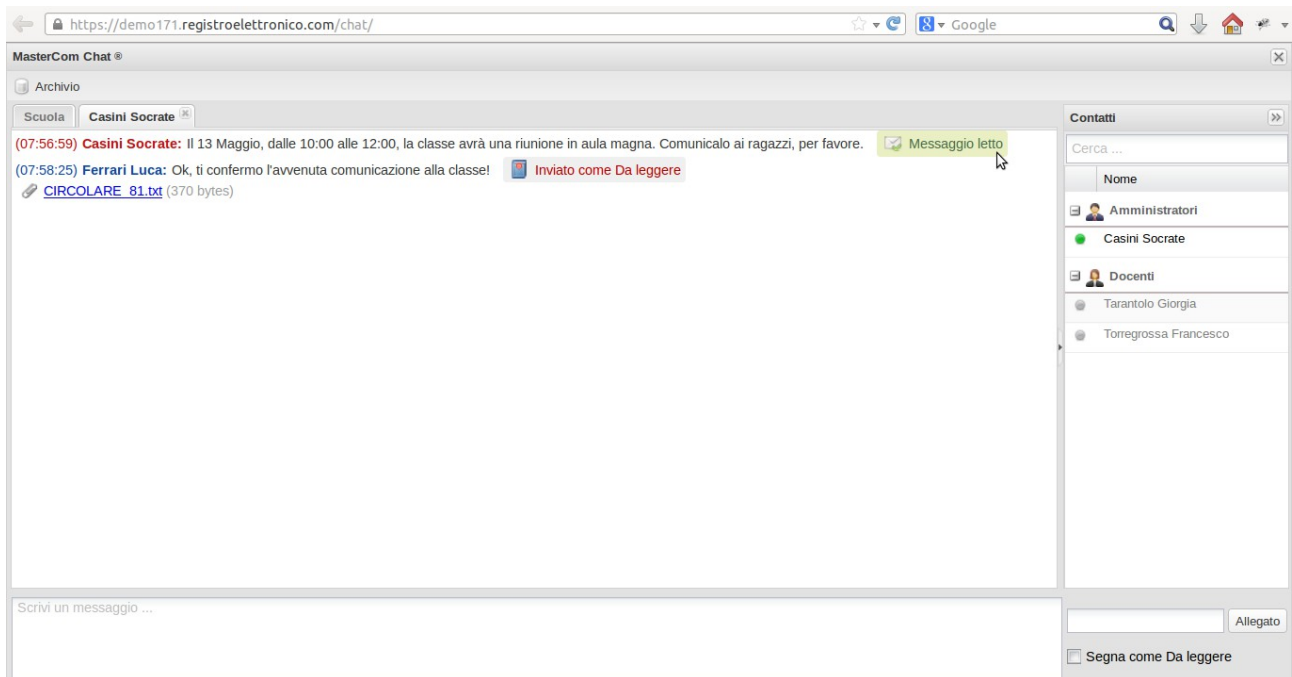 https://demo171.registroelettronico.com/chat/ Google
MasterCom Chat ®
Archivio
Scuola Casini Socrate
(07:56:59) Casini Socrate: Il 13 Maggio, dalle 10:00 alle 12:00, la classe avrà una riunione in aula magna. Comunicalo ai ragazzi, per favore. Messaggio letto
(07:58:25) Ferrari Luca: Ok, ti confermo l'avvenuta comunicazione alla classe! Inviato come Da leggere
CIRCOLARE_81.txt (370 bytes)
Scrivi un messaggio ...
Contatti
Cerca ...
Nome
Amministratori
Casini Socrate
Docenti
Tarantolo Giorgia
Torregrossa Francesco
Allegato
Segna come Da leggere